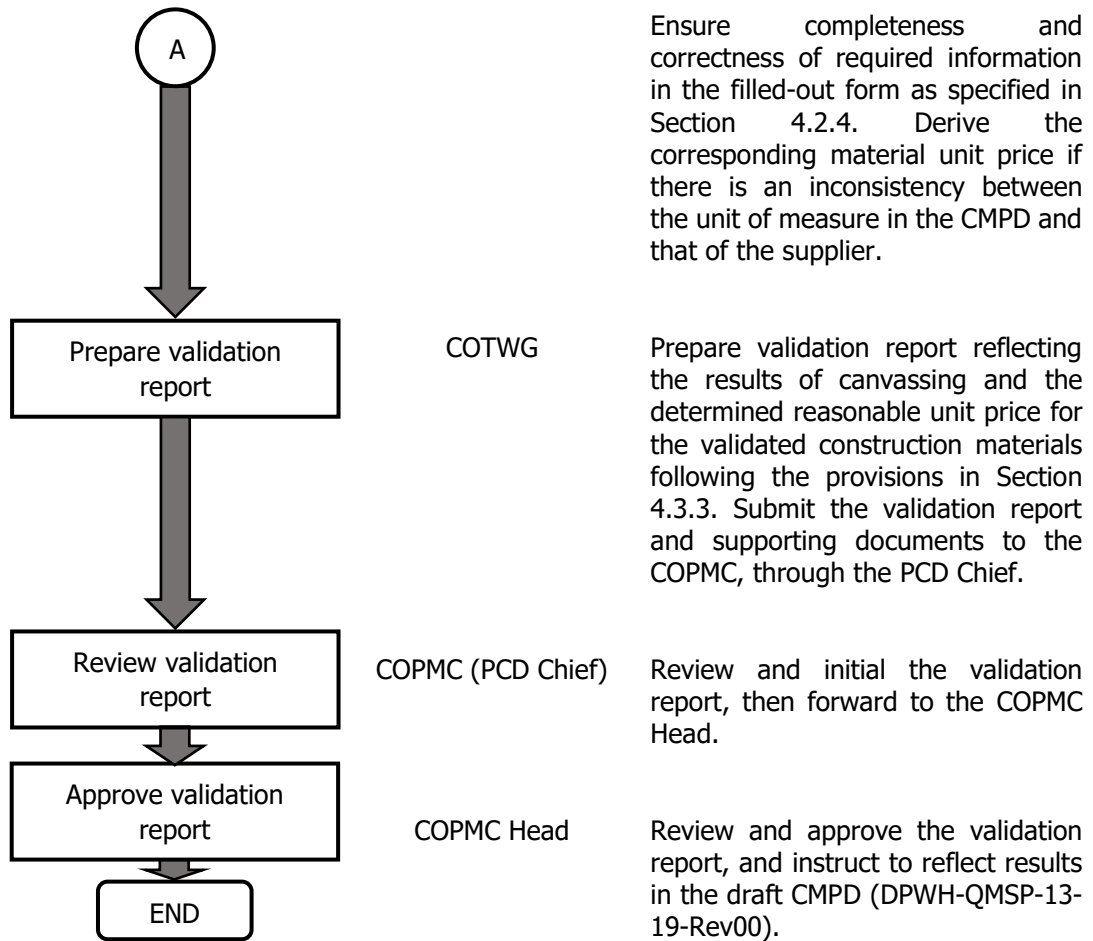 A
Ensure completeness and
correctness of required information
in the filled-out form as specified in
Section 4.2.4. Derive the
corresponding material unit price if
there is an inconsistency between
the unit of measure in the CMPD and
that of the supplier.
Prepare validation
report
COTWG
Prepare validation report reflecting
the results of canvassing and the
determined reasonable unit price for
the validated construction materials
following the provisions in Section
4.3.3. Submit the validation report
and supporting documents to the
COPMC, through the PCD Chief.
Review validation
report
COPMC (PCD Chief)
Review and initial the validation
report, then forward to the COPMC
Head.
Approve validation
report
COPMC Head
Review and approve the validation
report, and instruct to reflect results
in the draft CMPD (DPWH-QMSP-13-
19-Rev00).
END